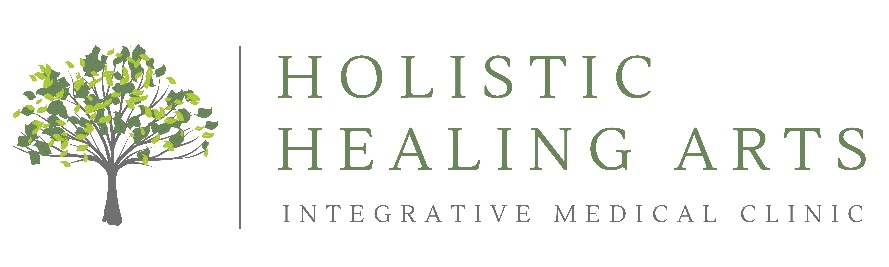 HOLISTIC
HEALING ARTS
INTEGRATIVE MEDICAL CLINIC